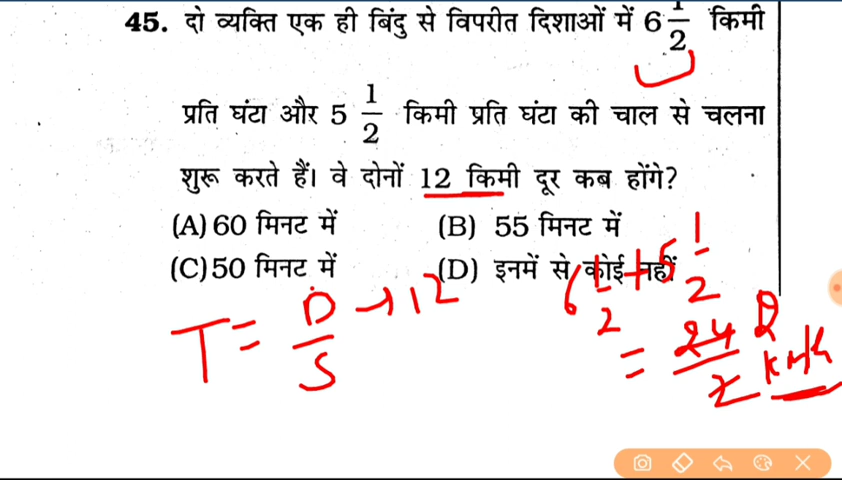 45. दो व्यक्ति एक ही बिंदु से विपरीत दिशाओं में 6 1/2 किमी
प्रति घंटा और 5 1/2 किमी प्रति घंटा की चाल से चलना
शुरू करते हैं। वे दोनों 12 किमी दूर कब होंगे?
(A) 60 मिनट में (B) 55 मिनट में
(C) 50 मिनट में (D) इनमें से कोई नहीं
6 1/2 + 5 1/2
T = D/S → 12
= 24/2 km/h